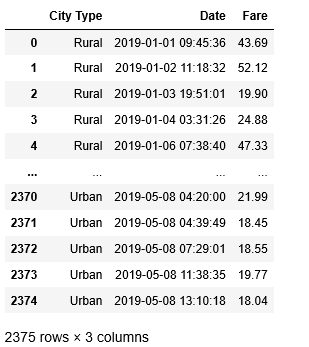 City Type Date Fare
0 Rural 2019-01-01 09:45:36 43.69
1 Rural 2019-01-02 11:18:32 52.12
2 Rural 2019-01-03 19:51:01 19.90
3 Rural 2019-01-04 03:31:26 24.88
4 Rural 2019-01-06 07:38:40 47.33
... ... ... ...
2370 Urban 2019-05-08 04:20:00 21.99
2371 Urban 2019-05-08 04:39:49 18.45
2372 Urban 2019-05-08 07:29:01 18.55
2373 Urban 2019-05-08 11:38:35 19.77
2374 Urban 2019-05-08 13:10:18 18.04
2375 rows × 3 columns